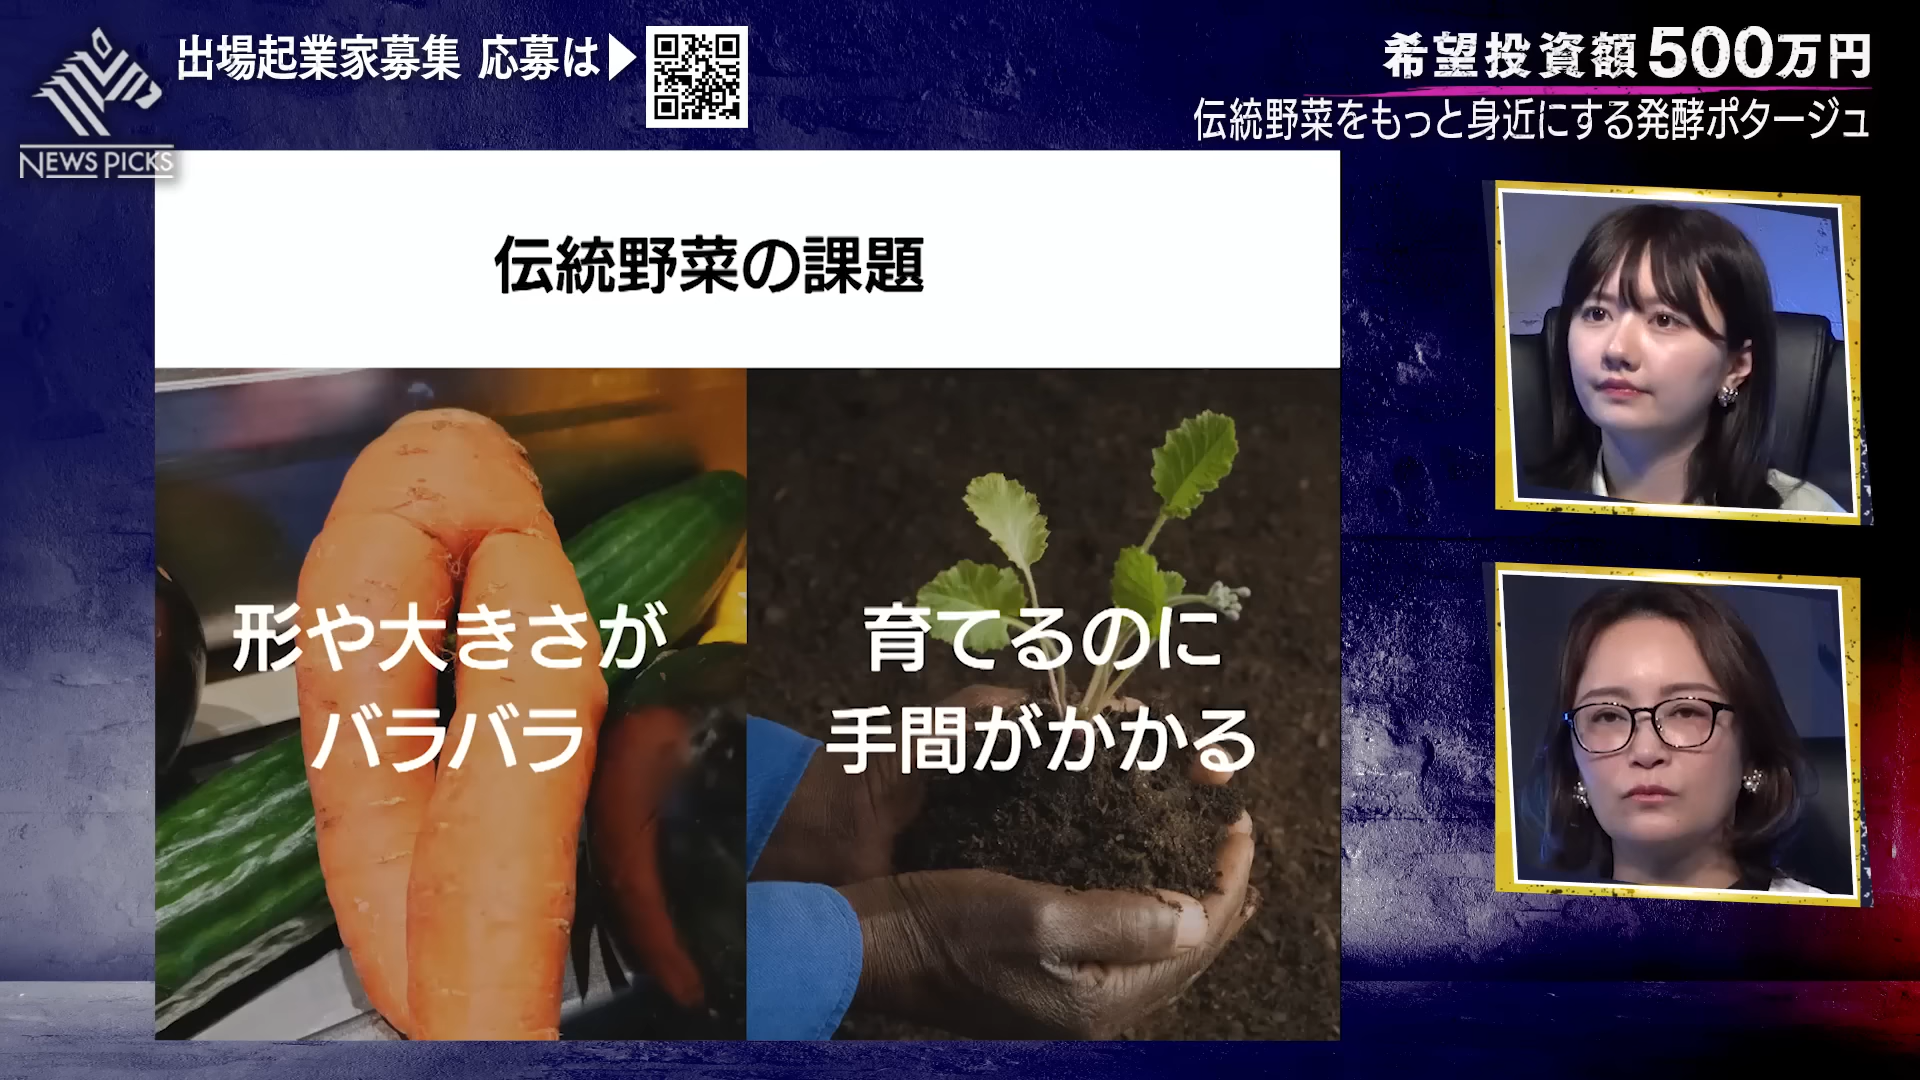 出場起業家募集 応募は
NEWSPICKS
希望投資額500万円
伝統野菜をもっと身近にする発酵ポタージュ
伝統野菜の課題
形や大きさが
バラバラ
育てるのに
手間がかかる